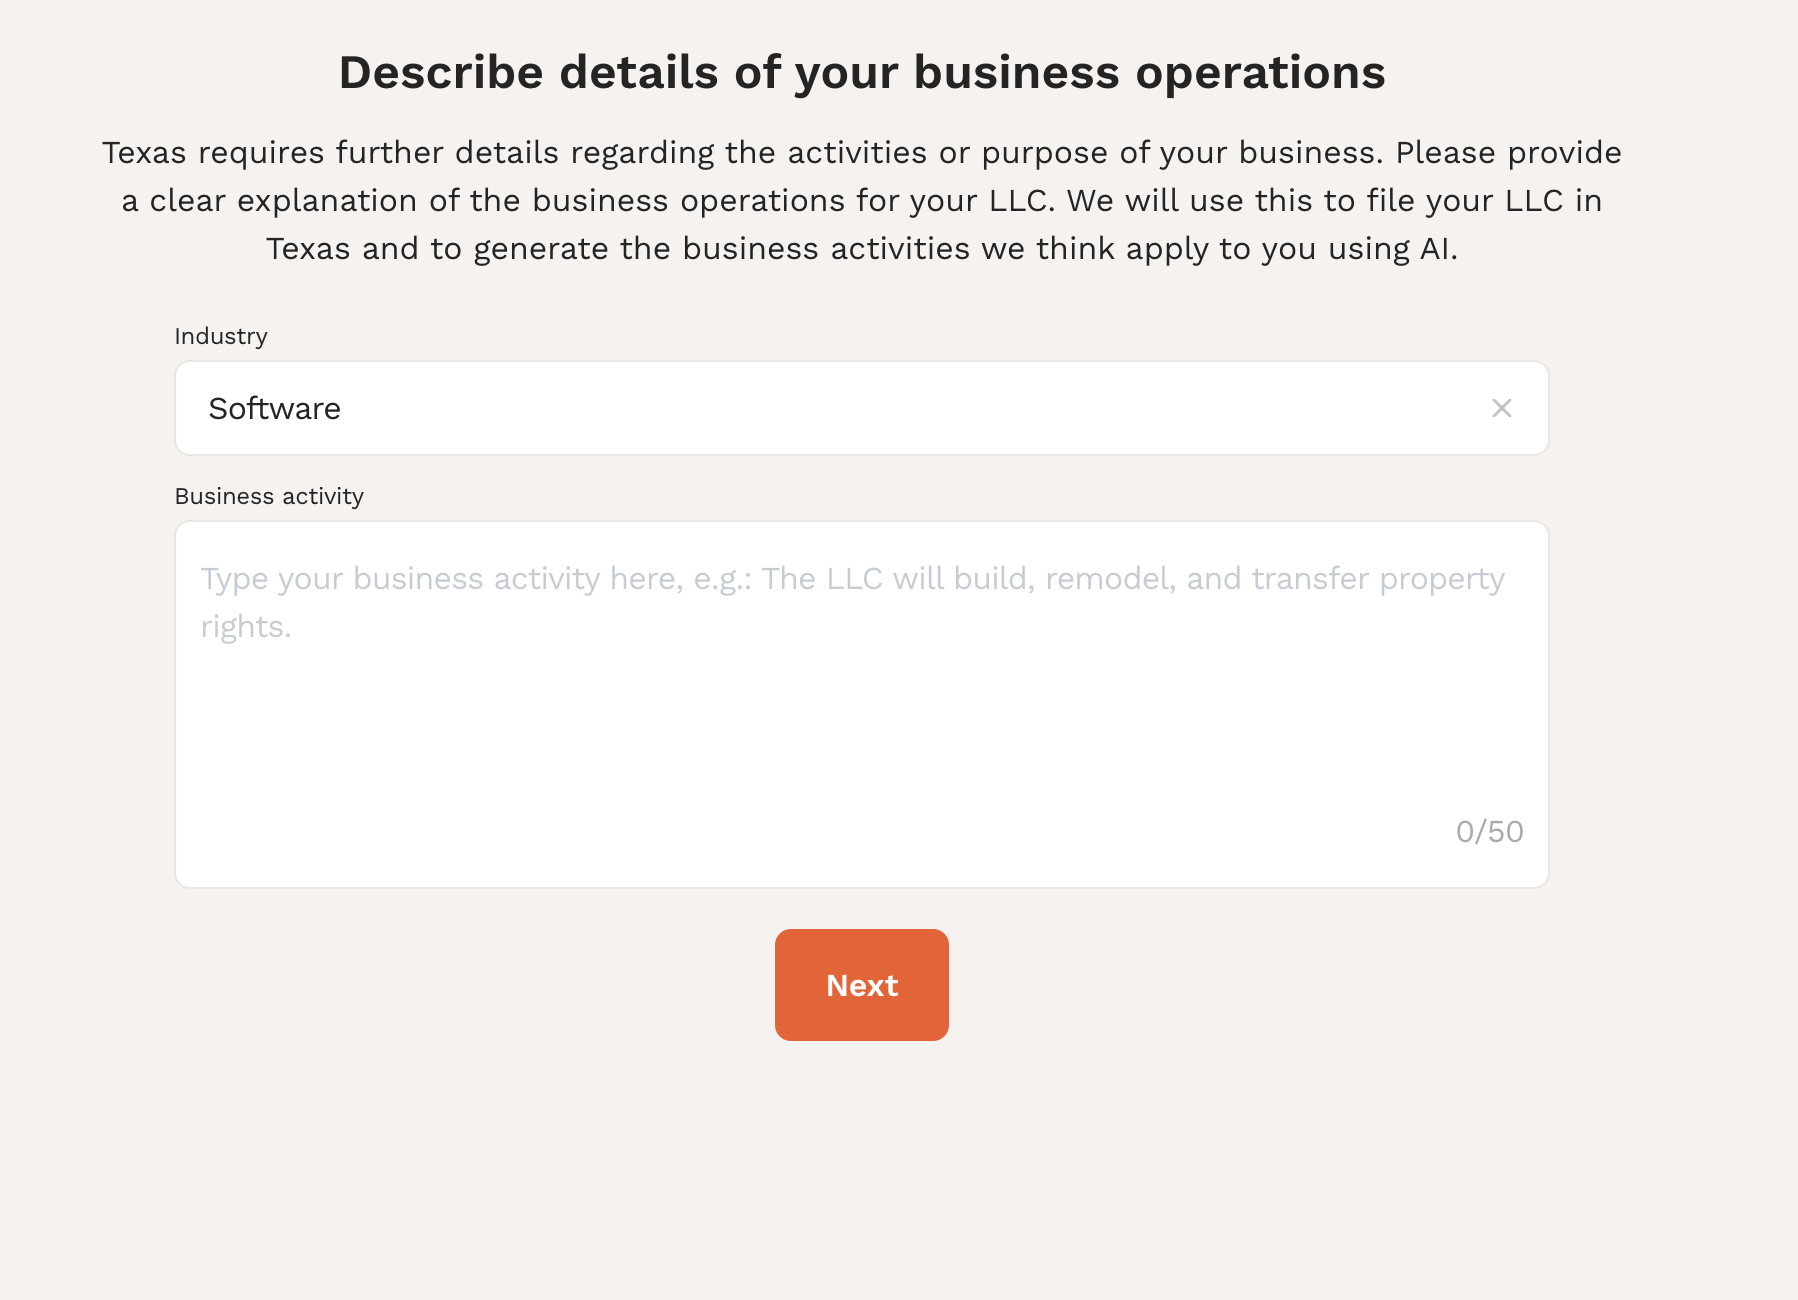 Describe details of your business operations
Texas requires further details regarding the activities or purpose of your business. Please provide
a clear explanation of the business operations for your LLC. We will use this to file your LLC in
Texas and to generate the business activities we think apply to you using AI.
Industry
Software
Business activity
Type your business activity here, e.g.: The LLC will build, remodel, and transfer property
rights.
0/50
Next